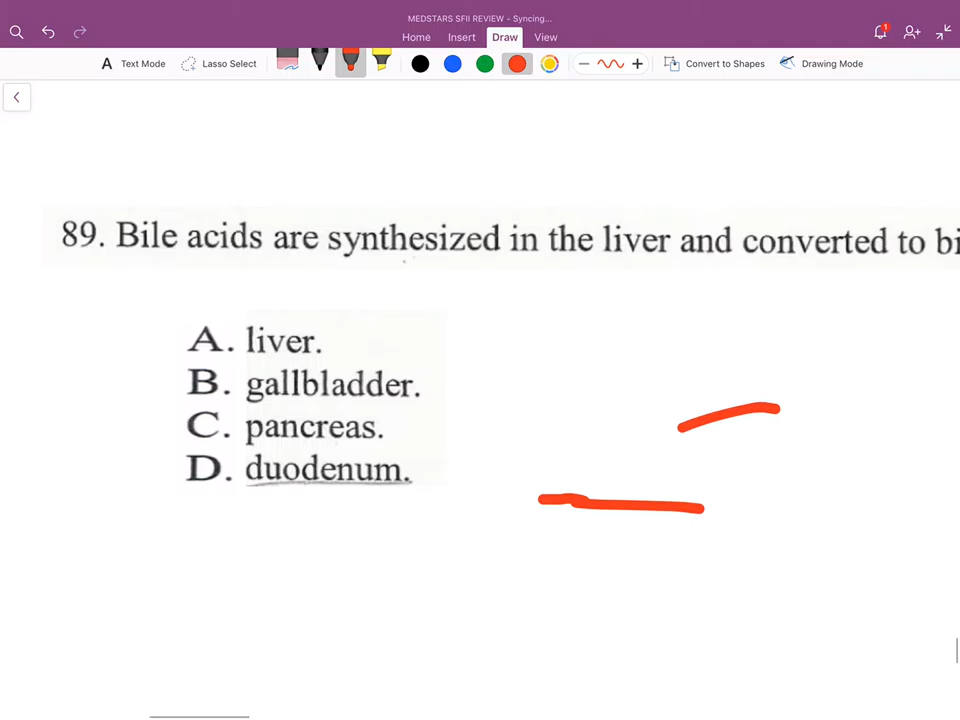 MEDSTARS SFII REVIEW - Syncing...
Home Insert Draw View
1
A Text Mode Lasso Select Convert to Shapes Drawing Mode
89. Bile acids are synthesized in the liver and converted to bi
A. liver.
B. gallbladder.
C. pancreas.
D. duodenum.